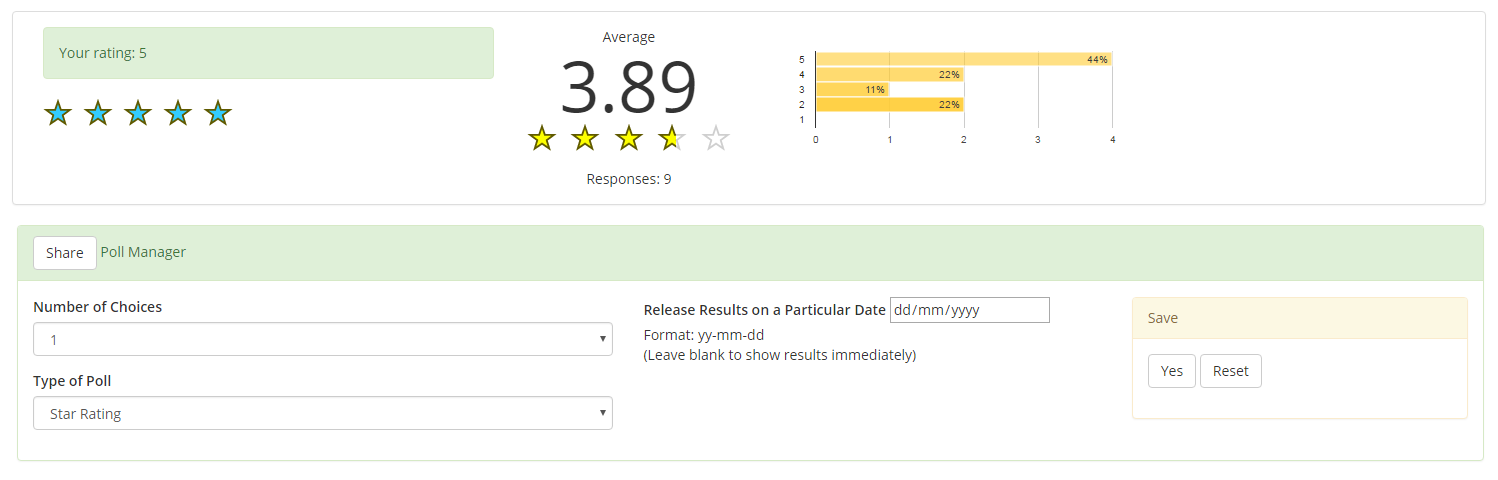 Your rating: 5
Average
3.89
Responses: 9
5 44%
4 22%
3 11%
2 22%
1
0 1 2 3 4
Share Poll Manager
Number of Choices
1
Type of Poll
Star Rating
Release Results on a Particular Date dd/mm/yyyy
Format: yy-mm-dd
(Leave blank to show results immediately)
Save
Yes Reset